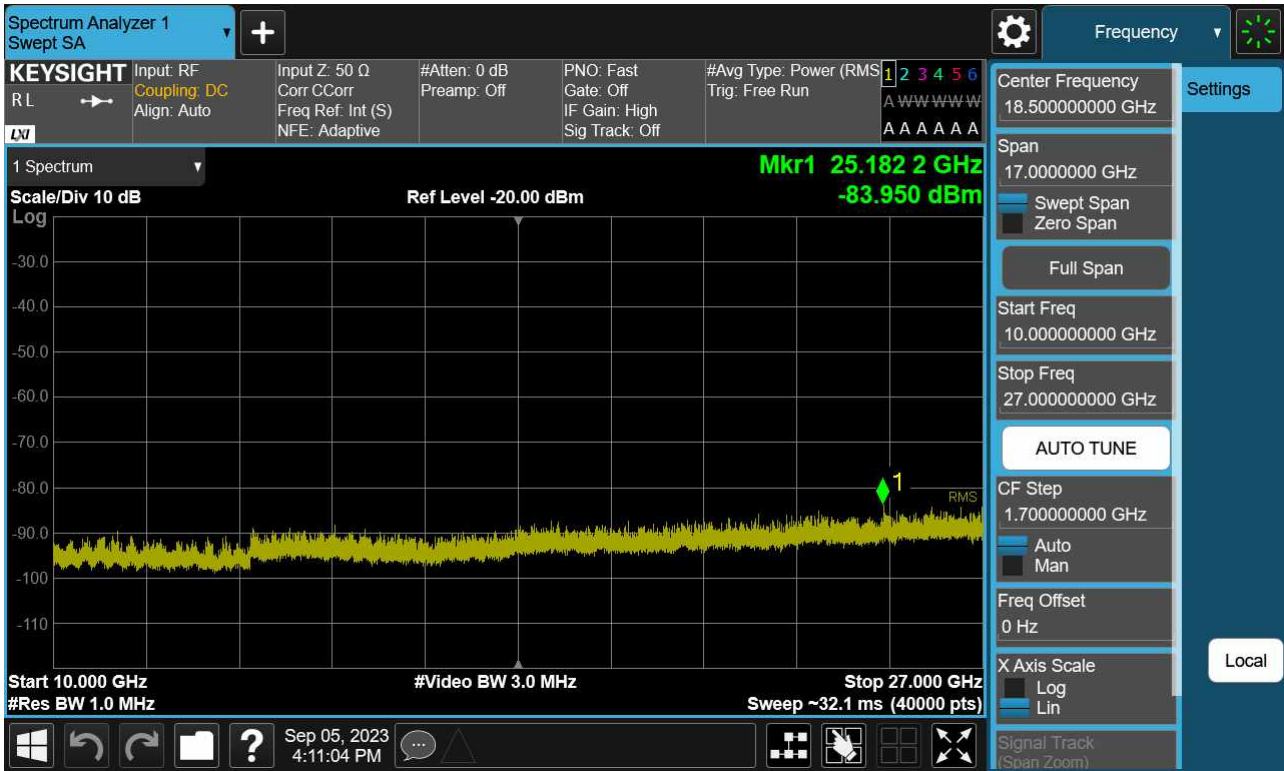 Spectrum Analyzer 1
Swept SA
+
Frequency
KEYSIGHT
R L
LXI
Input: RF
Coupling: DC
Align: Auto
Input Z: 50 Ω
Corr CCorr
Freq Ref: Int (S)
NFE: Adaptive
#Atten: 0 dB
Preamp: Off
PNO: Fast
Gate: Off
IF Gain: High
Sig Track: Off
#Avg Type: Power (RMS
Trig: Free Run
1 2 3 4 5 6
A W W W W W
A A A A A A
1 Spectrum
Mkr1 25.182 2 GHz
Scale/Div 10 dB
Ref Level -20.00 dBm
-83.950 dBm
Log
-30.0
-40.0
-50.0
-60.0
-70.0
-80.0
-90.0
-100
-110
1
RMS
Start 10.000 GHz
#Video BW 3.0 MHz
Stop 27.000 GHz
#Res BW 1.0 MHz
Sweep ~32.1 ms (40000 pts)
Center Frequency
18.500000000 GHz
Span
17.0000000 GHz
Swept Span
Zero Span
Full Span
Start Freq
10.000000000 GHz
Stop Freq
27.000000000 GHz
AUTO TUNE
CF Step
1.700000000 GHz
Auto
Man
Freq Offset
0 Hz
X Axis Scale
Log
Lin
Signal Track
(Span Zoom)
Settings
Local
?
Sep 05, 2023
4:11:04 PM